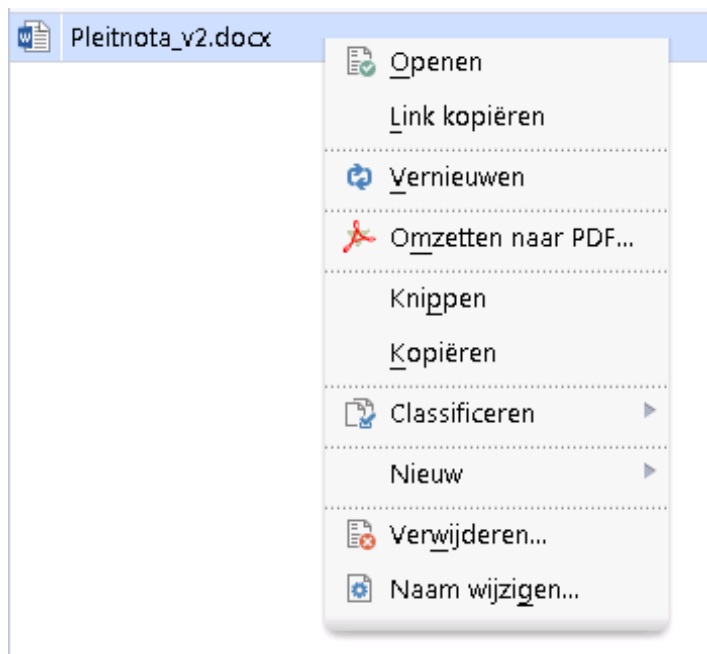 Pleitnota_v2.docx
Openen
Link kopiëren
Vernieuwen
Omzetten naar PDF...
Knippen
Kopiëren
Classificeren
Nieuw
Verwijderen...
Naam wijzigen...